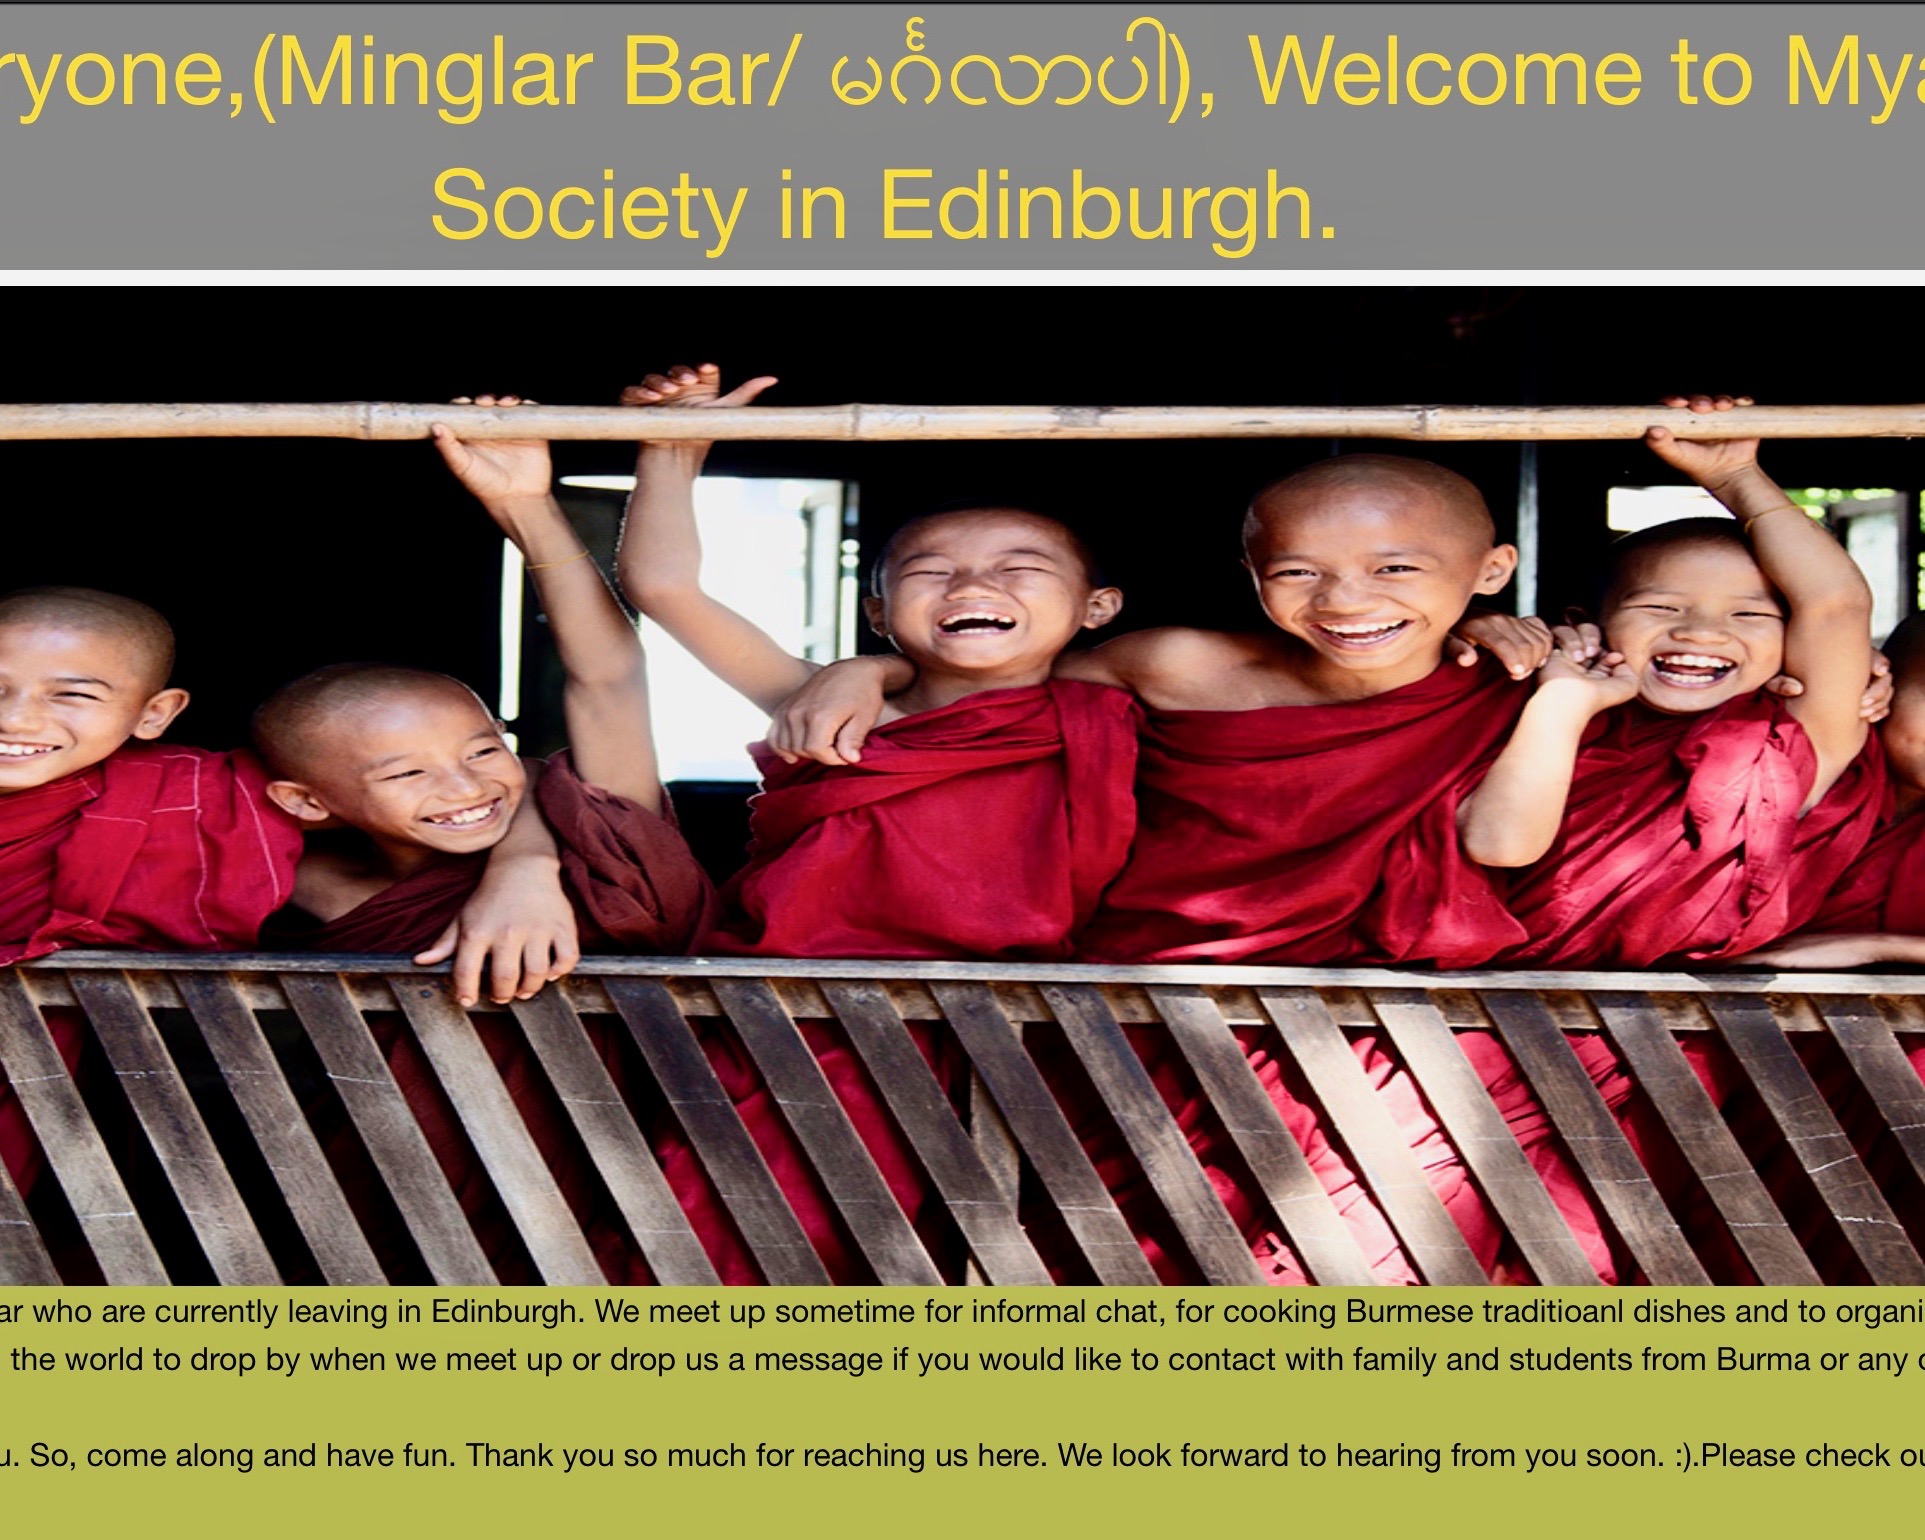 ryone,(Minglar Bar/ မင်္ဂလာပါ), Welcome to Mya
Society in Edinburgh.
ar who are currently leaving in Edinburgh. We meet up sometime for informal chat, for cooking Burmese traditioanl dishes and to organi
the world to drop by when we meet up or drop us a message if you would like to contact with family and students from Burma or any
u. So, come along and have fun. Thank you so much for reaching us here. We look forward to hearing from you soon. :).Please check ou